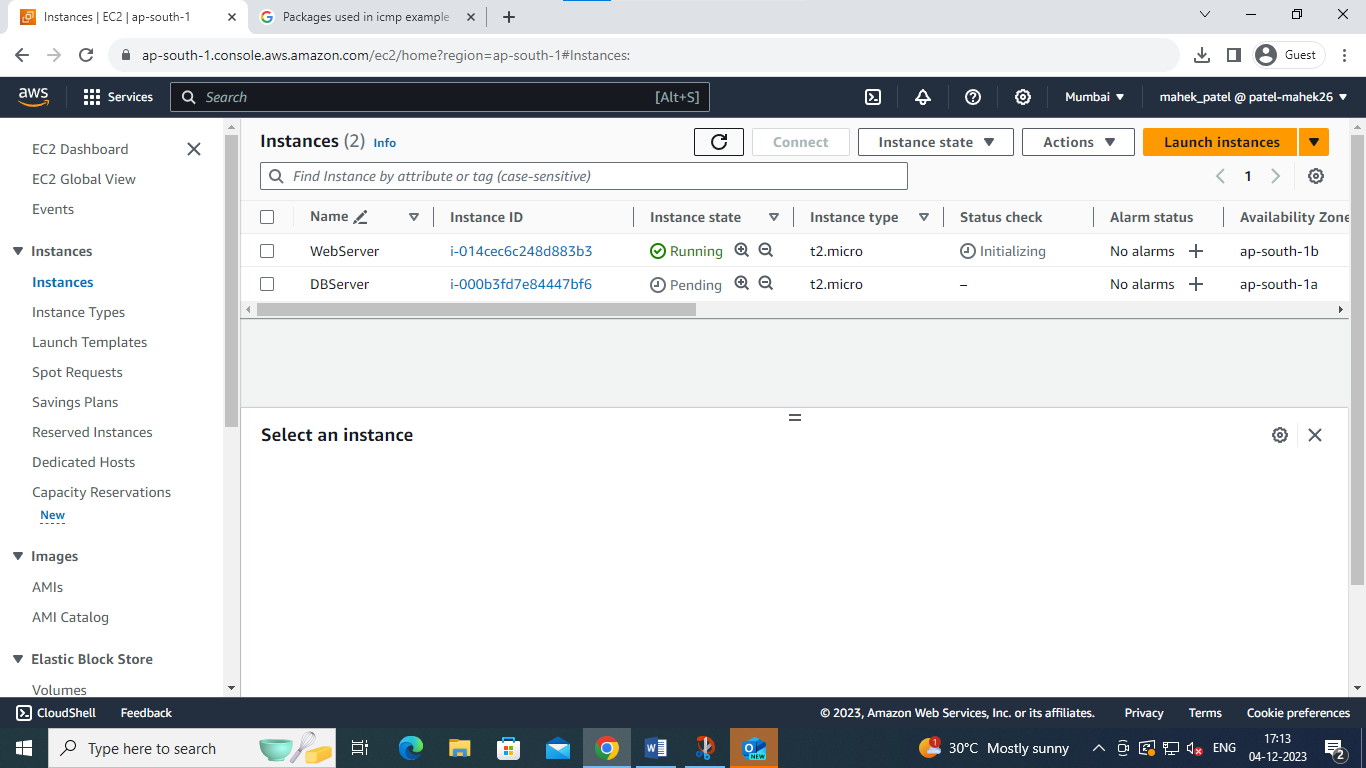 Instances | EC2 | ap-south-1
Packages used in icmp example
ap-south-1.console.aws.amazon.com/ec2/home?region=ap-south-1#Instances:
Guest
aws
Services
Search
[Alt+S]
Mumbai
mahek_patel @ patel-mahek26
EC2 Dashboard
EC2 Global View
Events
Instances
Instances
Instance Types
Launch Templates
Spot Requests
Savings Plans
Reserved Instances
Dedicated Hosts
Capacity Reservations
New
Images
AMIs
AMI Catalog
Elastic Block Store
Volumes
Instances (2) Info
Connect
Instance state
Actions
Launch instances
Find Instance by attribute or tag (case-sensitive)
1
Name Instance ID Instance state Instance type Status check Alarm status Availability Zone
WebServer i-014cec6c248d883b3 Running t2.micro Initializing No alarms + ap-south-1b
DBServer i-000b3fd7e84447bf6 Pending t2.micro – No alarms + ap-south-1a
Select an instance
CloudShell Feedback © 2023, Amazon Web Services, Inc. or its affiliates. Privacy Terms Cookie preferences
Type here to search
NEW
1
30°C Mostly sunny
ENG
17:13
04-12-2023
2